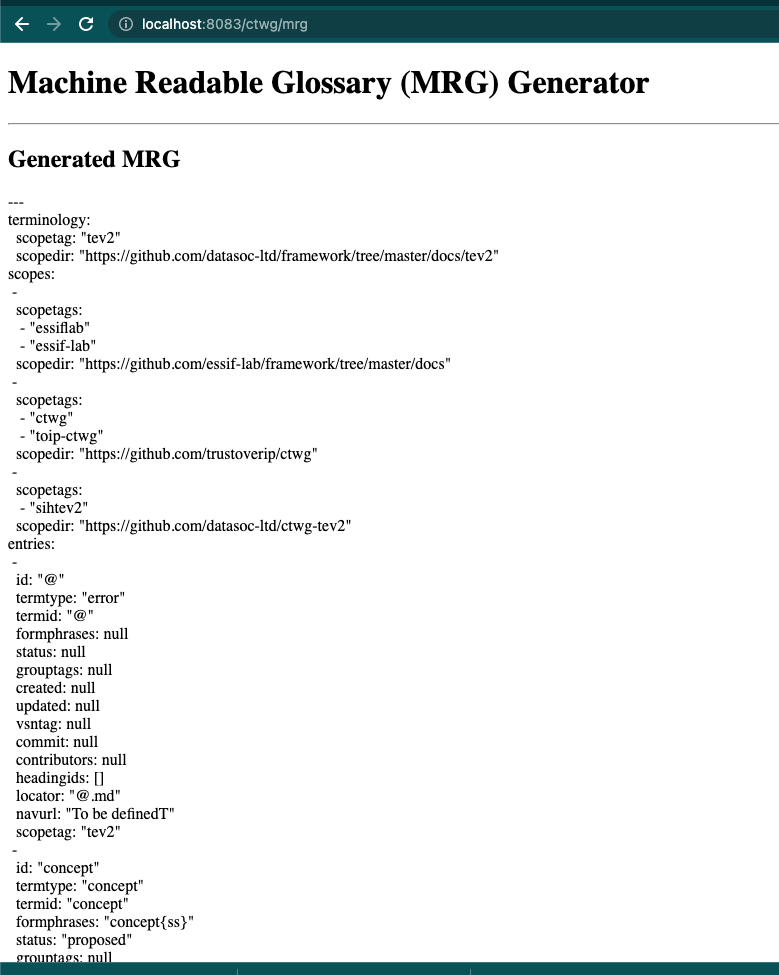 localhost:8083/ctwg/mrg
Machine Readable Glossary (MRG) Generator
Generated MRG
---
terminology:
scopetag: "tev2"
scopedir: "https://github.com/datasoc-ltd/framework/tree/master/docs/tev2"
scopes:
-
scopetags:
- "essiflab"
- "essif-lab"
scopedir: "https://github.com/essif-lab/framework/tree/master/docs"
-
scopetags:
- "ctwg"
- "toip-ctwg"
scopedir: "https://github.com/trustoverip/ctwg"
-
scopetags:
- "sihtev2"
scopedir: "https://github.com/datasoc-ltd/ctwg-tev2"
entries:
-
id: "@"
termtype: "error"
termid: "@"
formphrases: null
status: null
grouptags: null
created: null
updated: null
vsntag: null
commit: null
contributors: null
headingids: []
locator: "@.md"
navurl: "To be definedT"
scopetag: "tev2"
-
id: "concept"
termtype: "concept"
termid: "concept"
formphrases: "concept{ss}"
status: "proposed"
grouptags: null